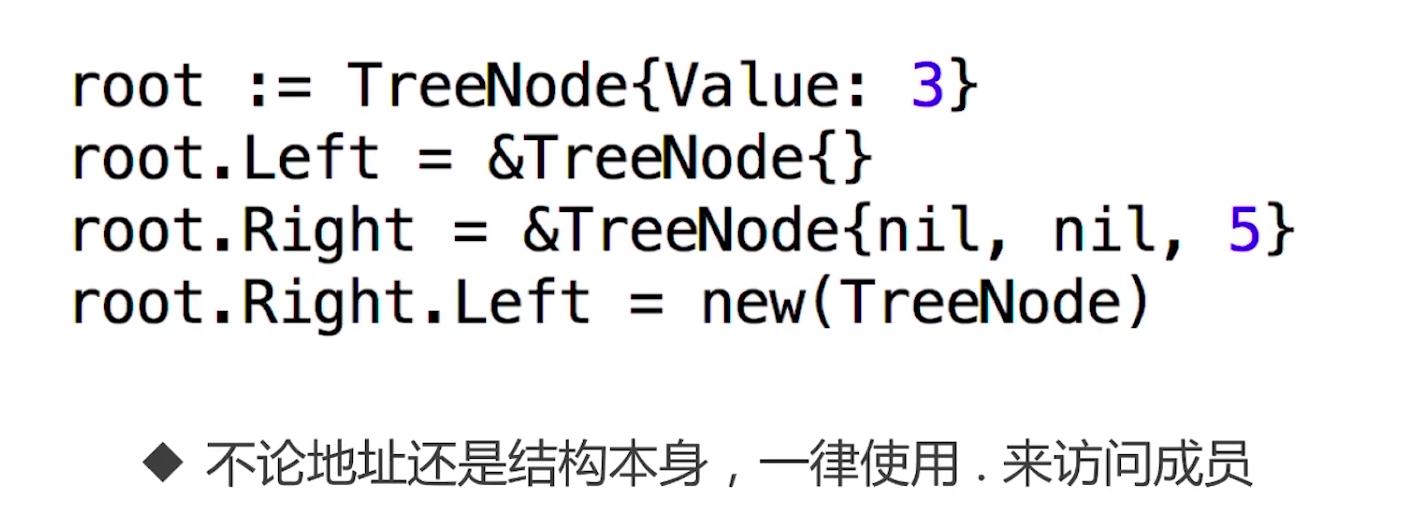 root := TreeNode{Value: 3}
root.Left = &TreeNode{}
root.Right = &TreeNode{nil, nil, 5}
root.Right.Left = new(TreeNode)
◆ 不论地址还是结构本身，一律使用 . 来访问成员